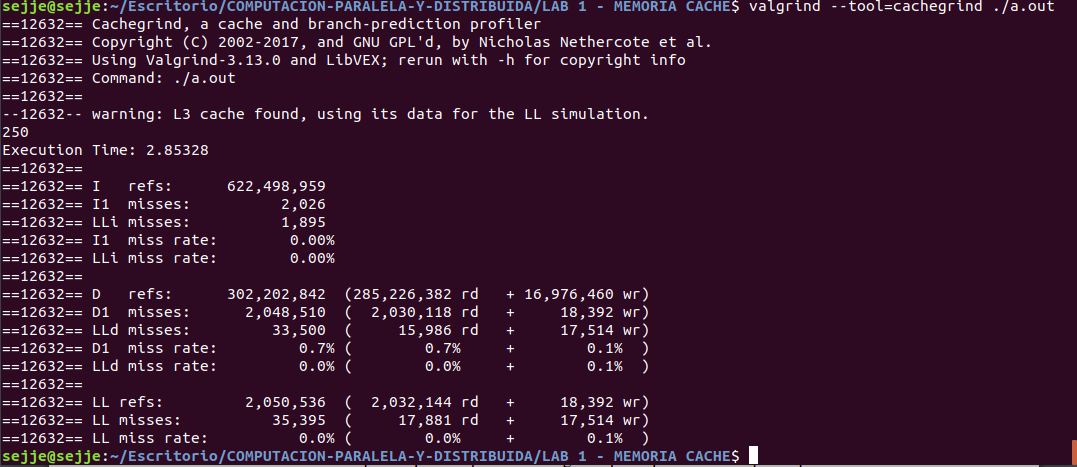 sejje@sejje:~/Escritorio/COMPUTACION-PARALELA-Y-DISTRIBUIDA/LAB 1 - MEMORIA CACHE$ valgrind --tool=cachegrind ./a.out
==12632== Cachegrind, a cache and branch-prediction profiler
==12632== Copyright (C) 2002-2017, and GNU GPL'd, by Nicholas Nethercote et al.
==12632== Using Valgrind-3.13.0 and LibVEX; rerun with -h for copyright info
==12632== Command: ./a.out
==12632==
--12632-- warning: L3 cache found, using its data for the LL simulation.
250
Execution Time: 2.85328
==12632==
==12632== I   refs:      622,498,959
==12632== I1  misses:          2,026
==12632== LLi misses:          1,895
==12632== I1  miss rate:        0.00%
==12632== LLi miss rate:        0.00%
==12632==
==12632== D   refs:      302,202,842  (285,226,382 rd   + 16,976,460 wr)
==12632== D1  misses:      2,048,510  (  2,030,118 rd   +     18,392 wr)
==12632== LLd misses:         33,500  (     15,986 rd   +     17,514 wr)
==12632== D1  miss rate:         0.7% (        0.7%     +        0.1%  )
==12632== LLd miss rate:         0.0% (        0.0%     +        0.1%  )
==12632==
==12632== LL refs:         2,050,536  (  2,032,144 rd   +     18,392 wr)
==12632== LL misses:          35,395  (     17,881 rd   +     17,514 wr)
==12632== LL miss rate:          0.0% (        0.0%     +        0.1%  )
sejje@sejje:~/Escritorio/COMPUTACION-PARALELA-Y-DISTRIBUIDA/LAB 1 - MEMORIA CACHE$